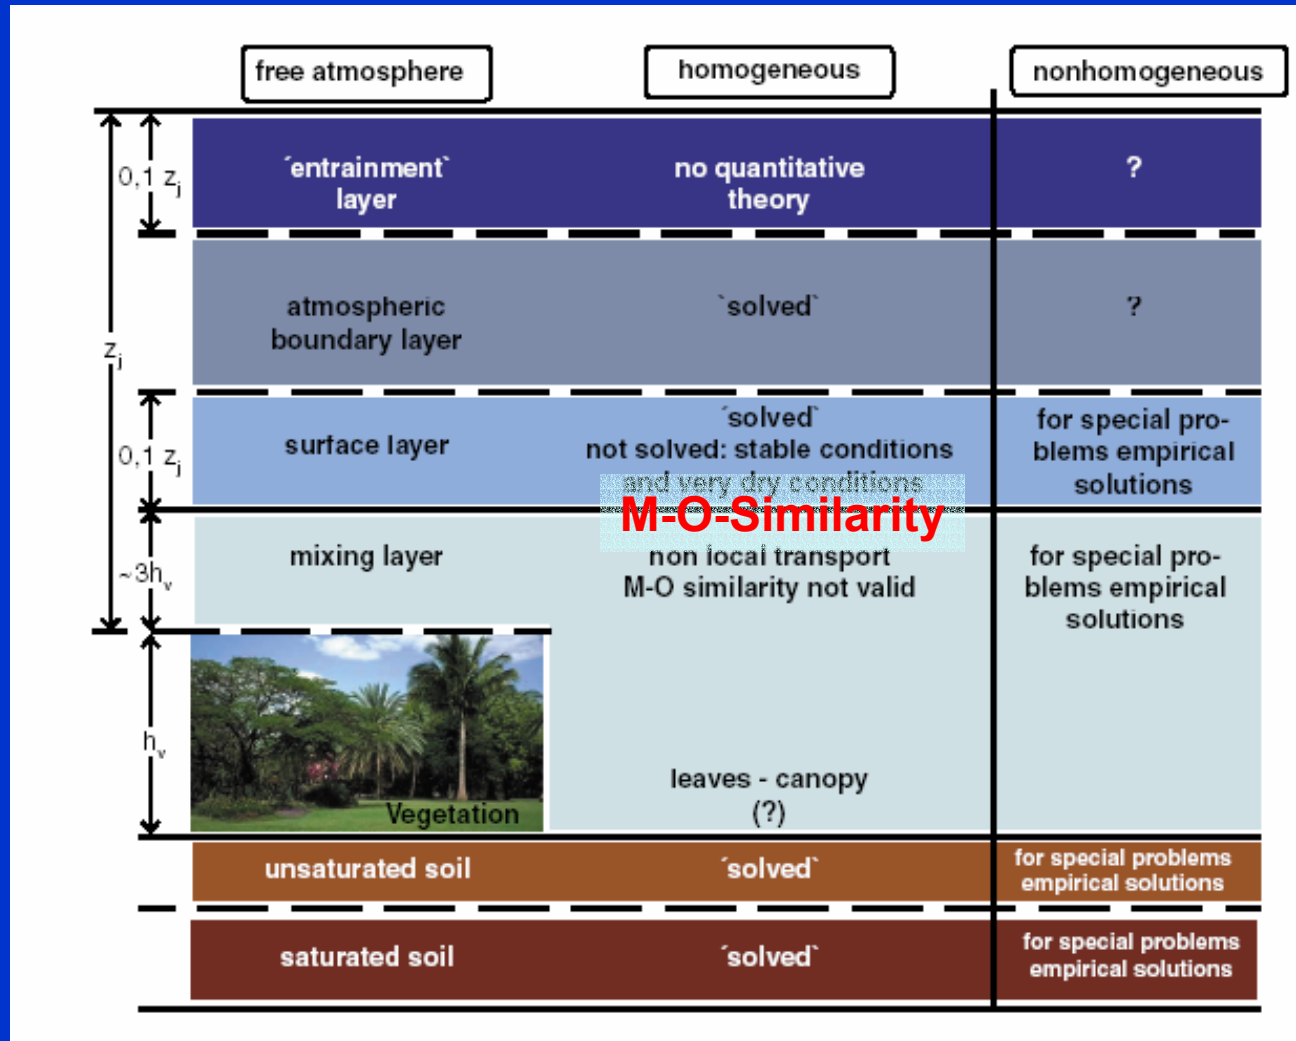 free atmosphere
homogeneous
nonhomogeneous
0,1 zi
´entrainment`
layer
no quantitative
theory
?
zi
atmospheric
boundary layer
`solved`
?
0,1 zi
surface layer
´solved`
not solved: stable conditions
and very dry conditions
for special pro-
blems empirical
solutions
M-O-Similarity
~3hv
mixing layer
non local transport
M-O similarity not valid
for special pro-
blems empirical
solutions
hv
Vegetation
leaves - canopy
(?)
unsaturated soil
´solved`
for special problems
empirical solutions
saturated soil
´solved`
for special problems
empirical solutions